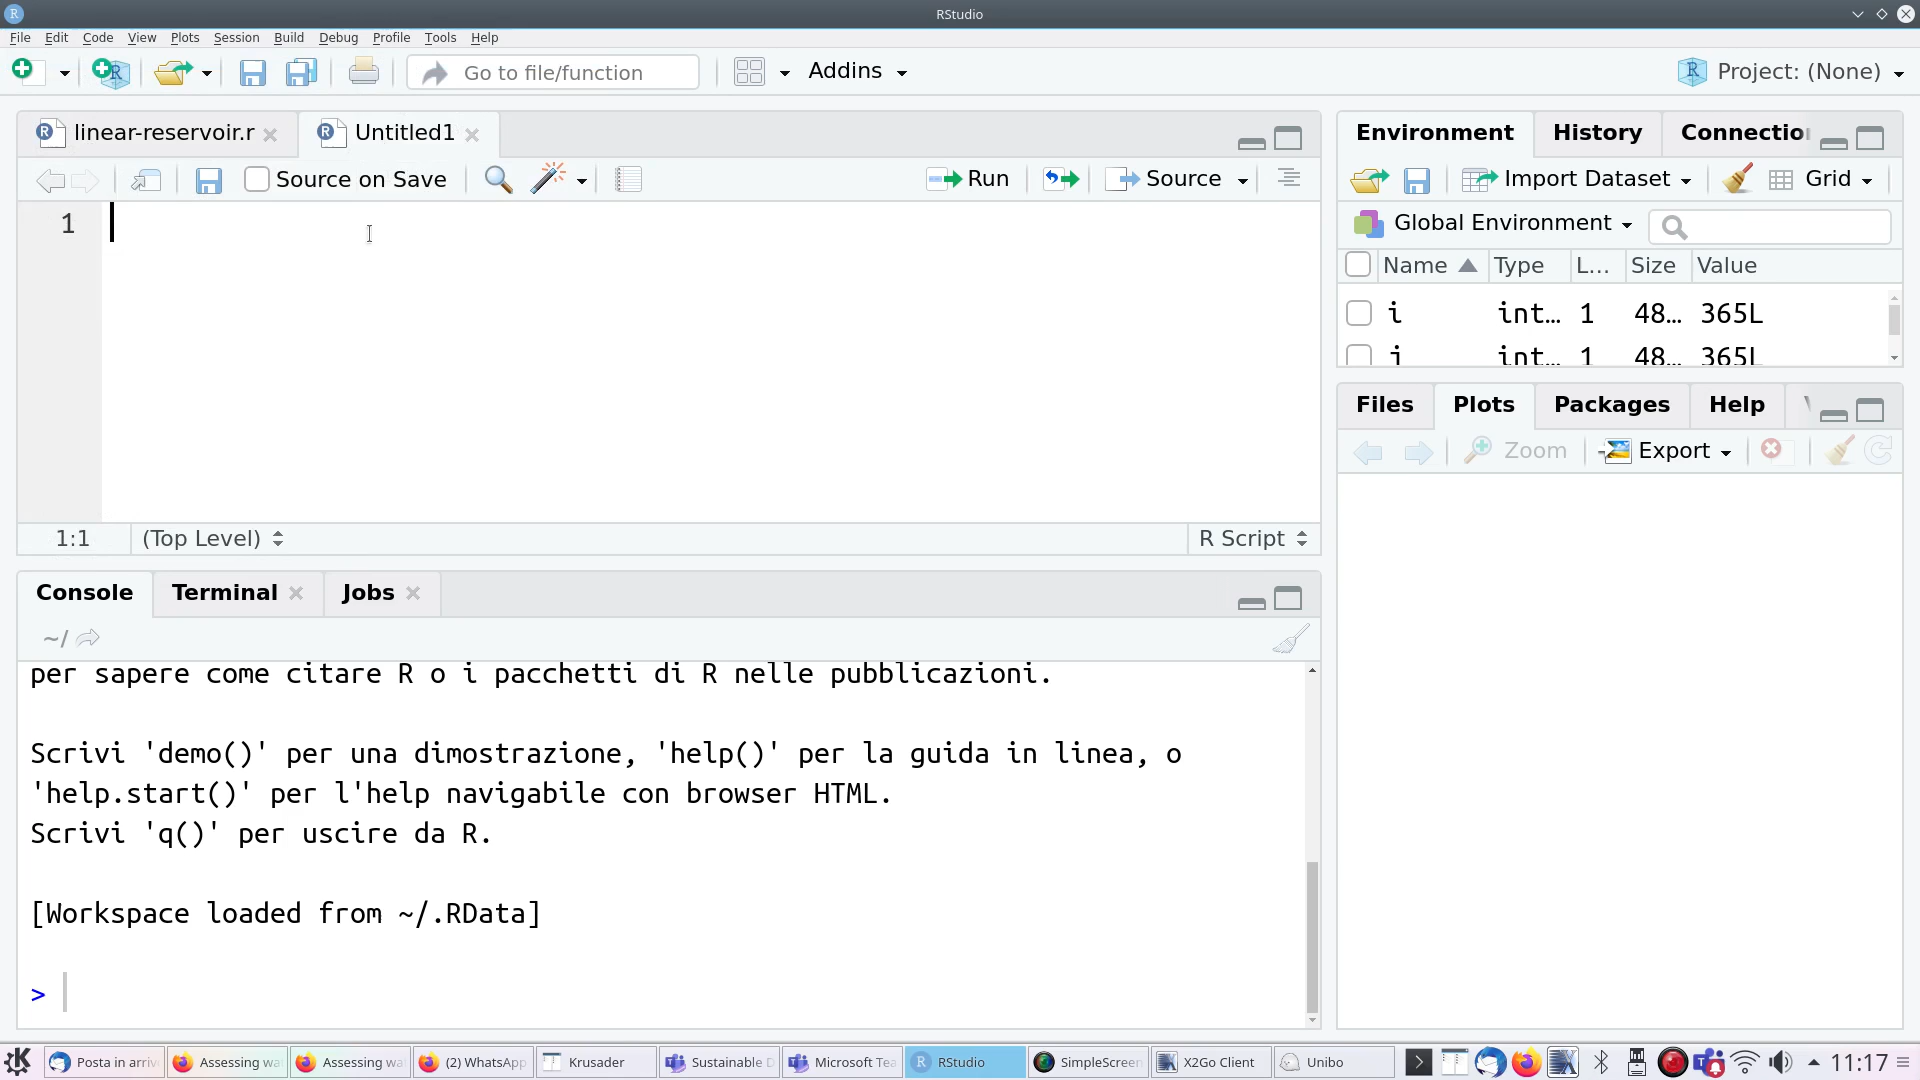 RStudio
File Edit Code View Plots Session Build Debug Profile Tools Help
Go to file/function
Addins
Project: (None)
linear-reservoir.r
Untitled1
Source on Save
Run
Source
1
1:1
(Top Level)
R Script
Console
Terminal
Jobs
~/
per sapere come citare R o i pacchetti di R nelle pubblicazioni.
Scrivi 'demo()' per una dimostrazione, 'help()' per la guida in linea, o
'help.start()' per l'help navigabile con browser HTML.
Scrivi 'q()' per uscire da R.
[Workspace loaded from ~/.RData]
>
Environment
History
Import Dataset
Grid
Global Environment
Name Type L... Size Value
i int... 1 48... 365L
j int... 1 48... 365L
Files
Plots
Packages
Help
Zoom
Export
Posta in arriv
Assessing wa
Assessing wa
(2) WhatsApp
Krusader
Sustainable D
Microsoft Tea
RStudio
SimpleScreen
X2Go Client
Unibo
11:17